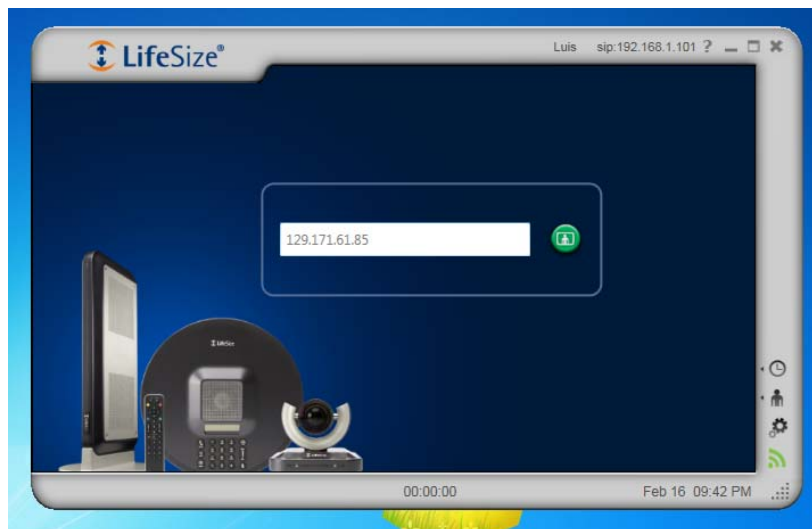 LifeSize®
Luis sip:192.168.1.101 ?
129.171.61.85
LifeSize
00:00:00
Feb 16 09:42 PM